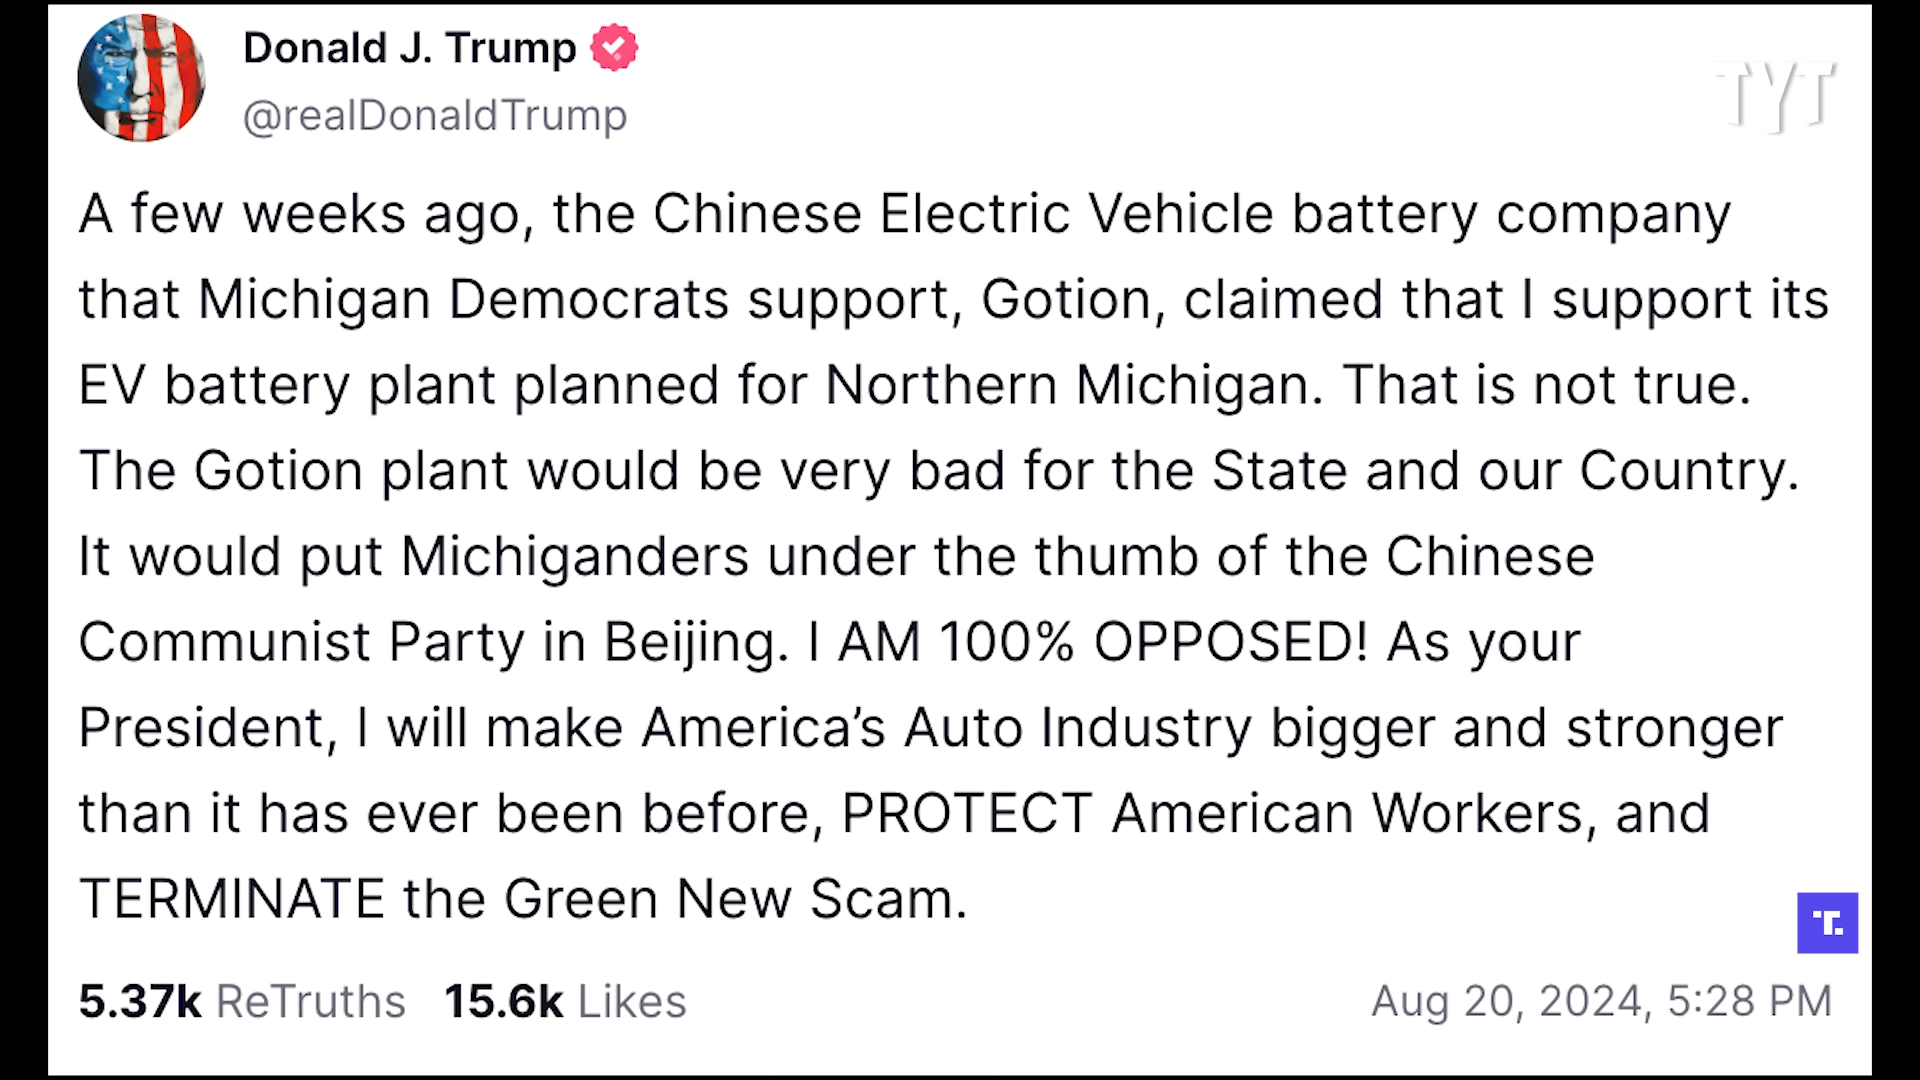 Donald J. Trump
TYT
@realDonaldTrump
A few weeks ago, the Chinese Electric Vehicle battery company
that Michigan Democrats support, Gotion, claimed that I support its
EV battery plant planned for Northern Michigan. That is not true.
The Gotion plant would be very bad for the State and our Country.
It would put Michiganders under the thumb of the Chinese
Communist Party in Beijing. I AM 100% OPPOSED! As your
President, I will make America’s Auto Industry bigger and stronger
than it has ever been before, PROTECT American Workers, and
TERMINATE the Green New Scam.
T.
5.37k ReTruths 15.6k Likes
Aug 20, 2024, 5:28 PM